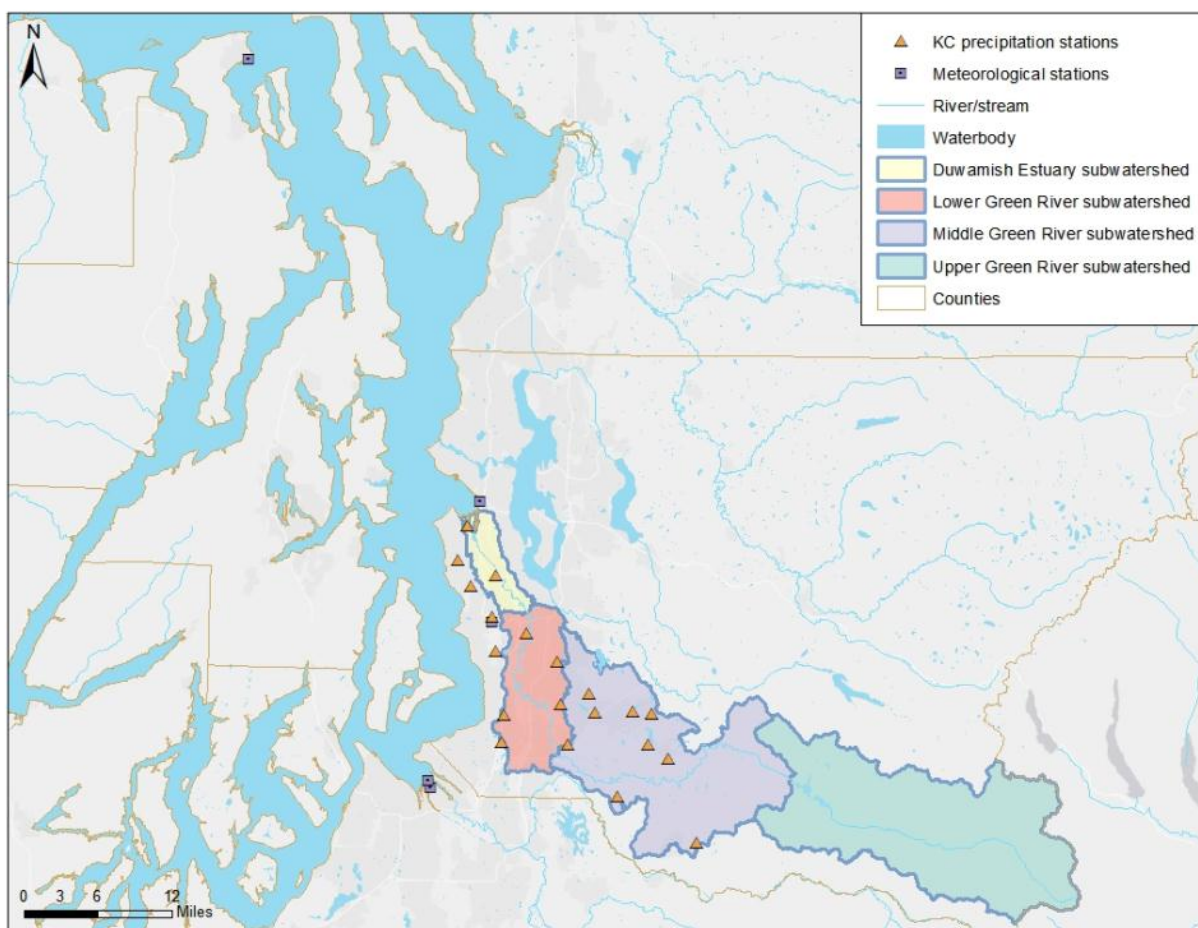 N
KC precipitation stations
Meteorological stations
River/stream
Waterbody
Duwamish Estuary subwatershed
Lower Green River subwatershed
Middle Green River subwatershed
Upper Green River subwatershed
Counties
0 3 6 12
Miles